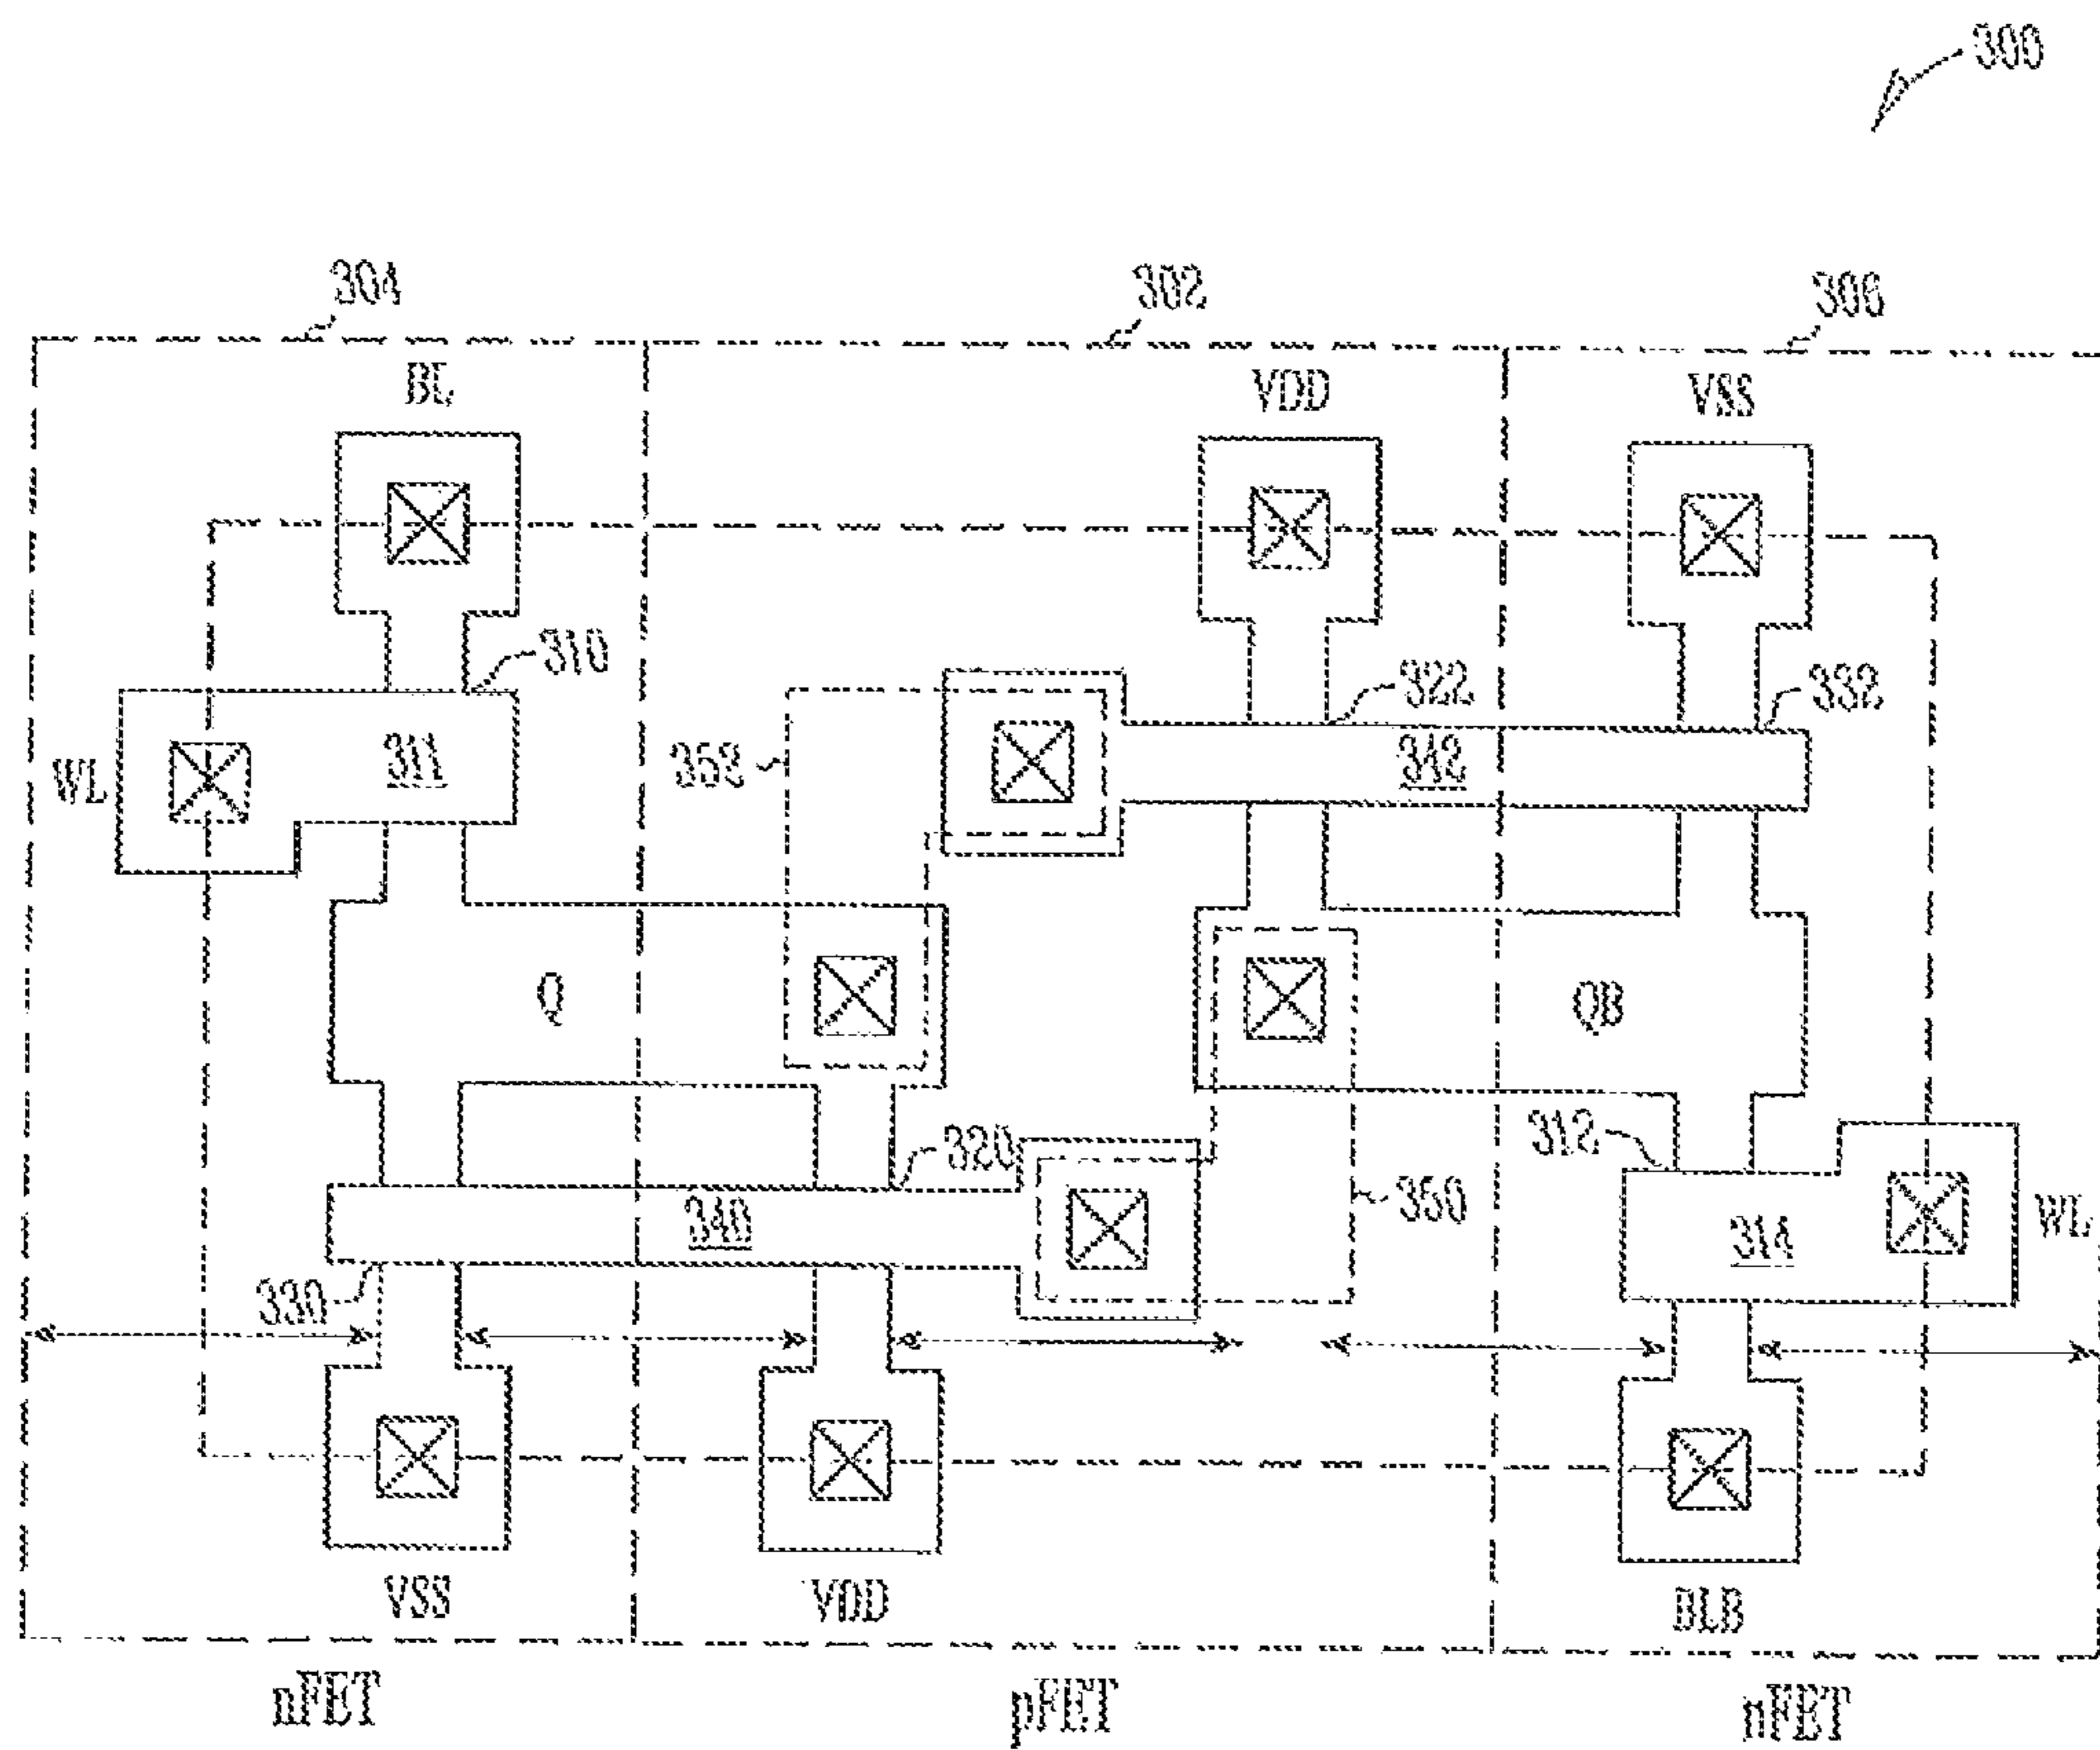 300
304
302
306
BL
VDD
VSS
310
322
332
352
WL
311
342
Q
QB
312
320
340
350
314
WL
330
VSS
VDD
BLB
nFET
pFET
nFET